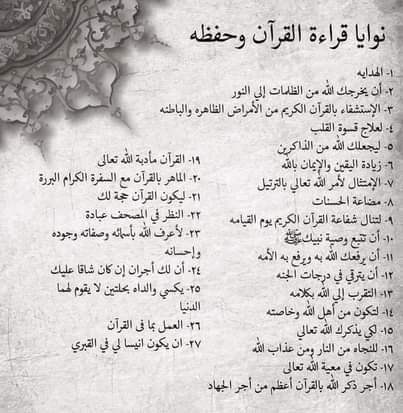 نوايا قراءة القرآن وحفظه
١- الهدايه
٢- أن يخرجك الله من الظلمات إلى النور
٣- الإستشفاء بالقرآن الكريم من الأمراض الظاهره والباطنه
٤- لعلاج قسوة القلب
٥- ليجعلك الله من الذاكرين
٦- زيادة اليقين والإيمان بالله
٧- الإمتثال لأمر الله تعالي بالترتيل
٨- مضاعة الحسنات
٩- لتنال شفاعة القرآن الكريم يوم القيامه
١٠- أن تتبع وصية نبيك ﷺ
١١- أن يرفعك الله به ويرفع به الأمه
١٢- أن يترقي في درجات الجنه
١٣- التقرب إلي الله بكلامه
١٤- لتكون من أهل الله وخاصته
١٥- لكي يذكرك الله تعالي
١٦- للنجاه من النار ومن عذاب الله
١٧- تكون في معية الله تعالى
١٨- أجر ذكر الله بالقرآن أعظم من أجر الجهاد
١٩- القرآن مأدبة الله تعالى
٢٠- الماهر بالقرآن مع السفرة الكرام البررة
٢١- ليكون القرآن حجة لك
٢٢- النظر في المصحف عبادة
٢٣- لأعرف الله بأسمائه وصفاته وجوده
وإحسانه
٢٤- أن لك أجران إن كان شاقا عليك
٢٥- يكسي والداه بحلتين لا يقوم لهما
الدنيا
٢٦- العمل بما فى القرآن
٢٧- ان يكون انيسا لي في القبري